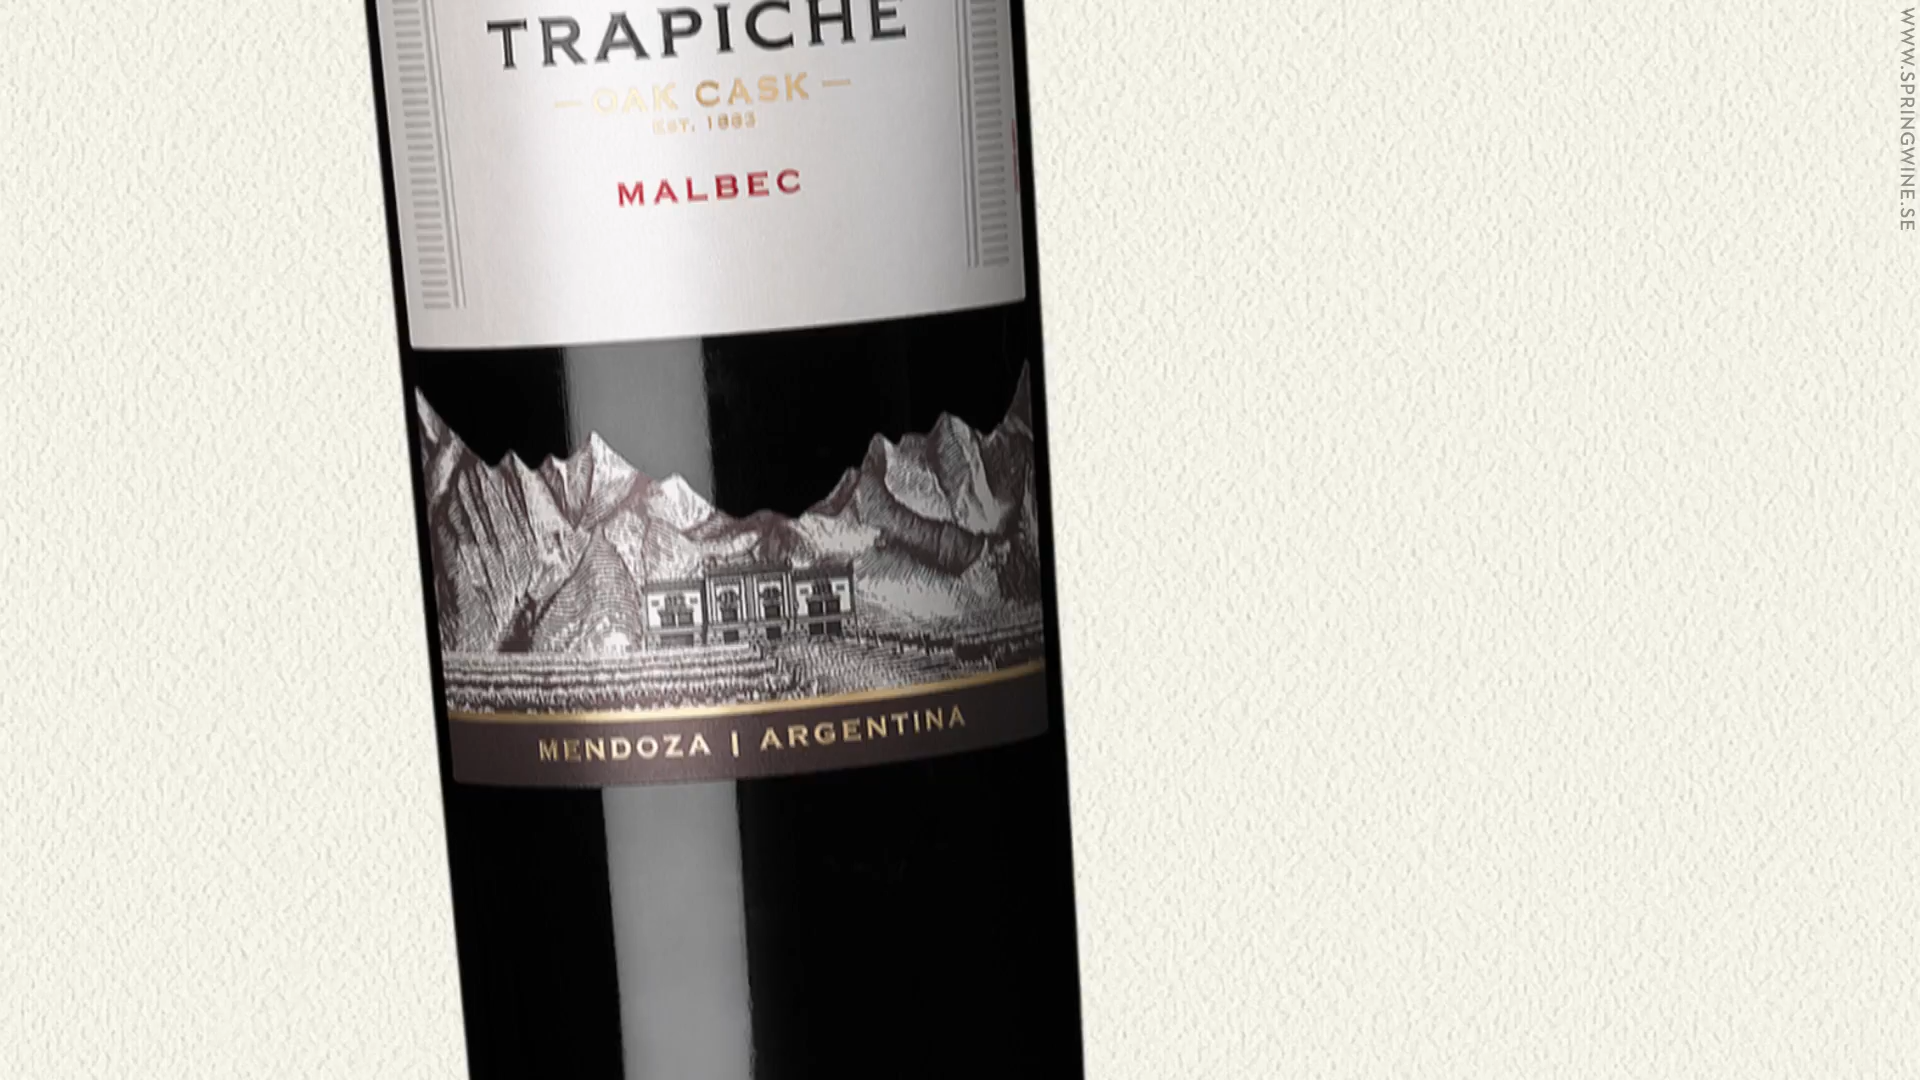 TRAPICHE
OAK CASK
EST. 1883
MALBEC
MENDOZA | ARGENTINA
WWW.SPRINGWINE.SE